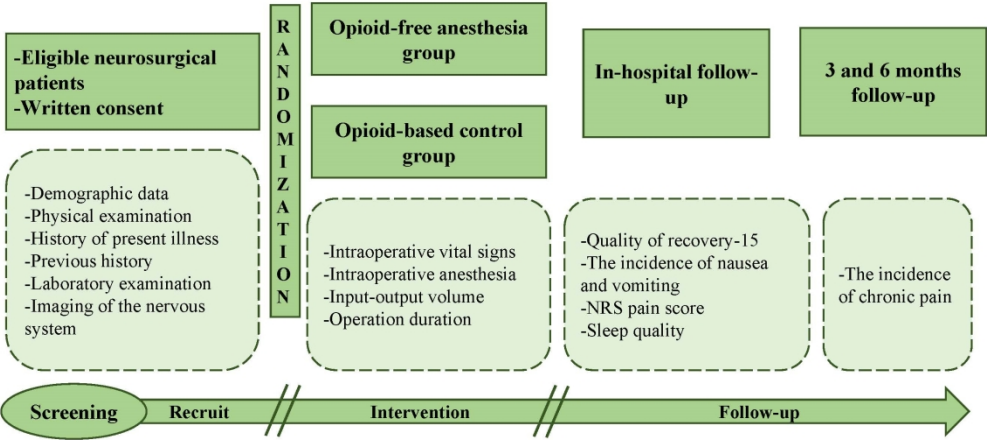 -Eligible neurosurgical
patients
-Written consent
-Demographic data
-Physical examination
-History of present illness
-Previous history
-Laboratory examination
-Imaging of the nervous
system
RANDOMIZATION
Opioid-free anesthesia
group
Opioid-based control
group
-Intraoperative vital signs
-Intraoperative anesthesia
-Input-output volume
-Operation duration
In-hospital follow-
up
-Quality of recovery-15
-The incidence of nausea
and vomiting
-NRS pain score
-Sleep quality
3 and 6 months
follow-up
-The incidence
of chronic pain
Screening
Recruit
Intervention
Follow-up